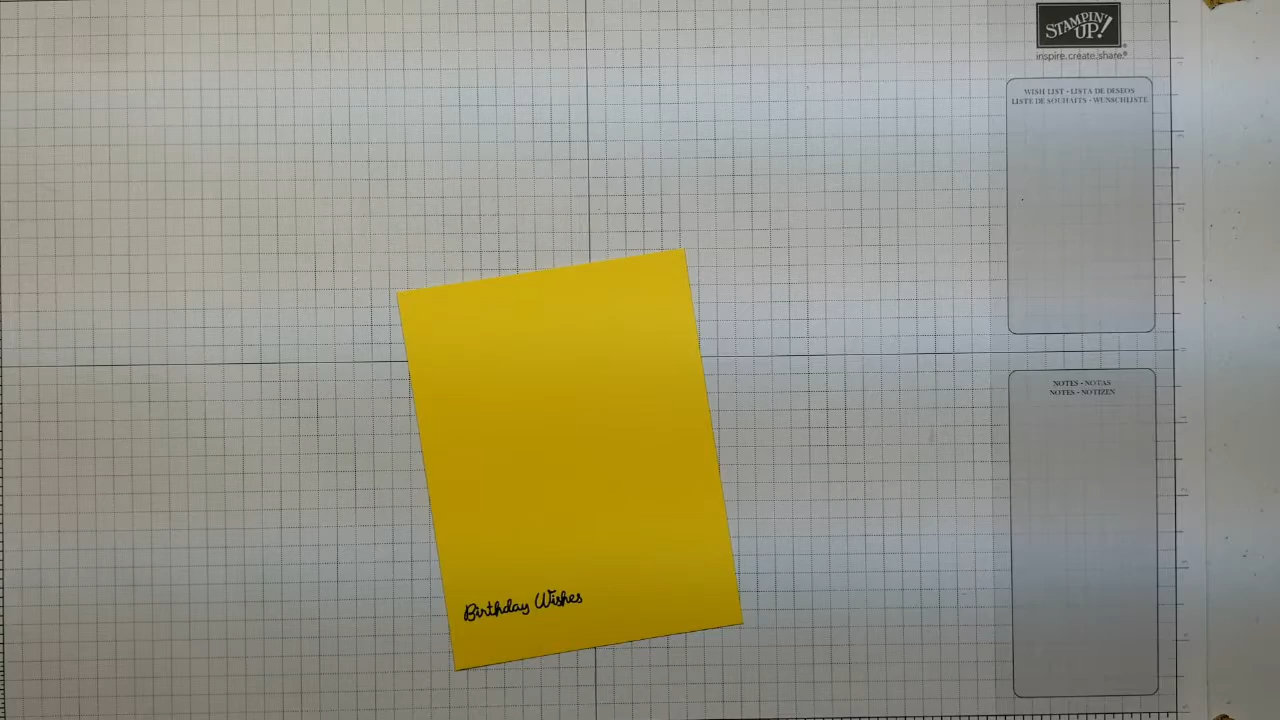 STAMPIN' UP!®
inspire.create.share.®
WISH LIST • LISTA DE DESEOS
LISTE DE SOUHAITS • WUNSCHLISTE
NOTES • NOTAS
NOTES • NOTIZEN
Birthday Wishes